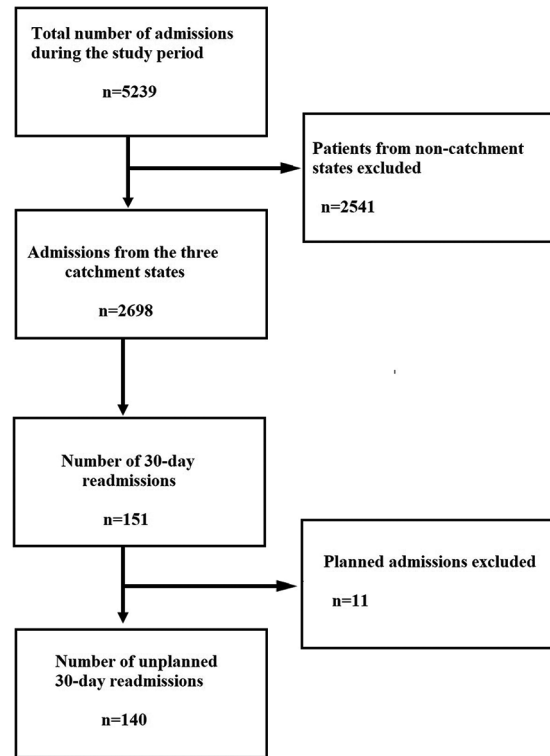 Total number of admissions
during the study period
n=5239
Patients from non-catchment
states excluded
n=2541
Admissions from the three
catchment states
n=2698
Number of 30-day
readmissions
n=151
Planned admissions excluded
n=11
Number of unplanned
30-day readmissions
n=140